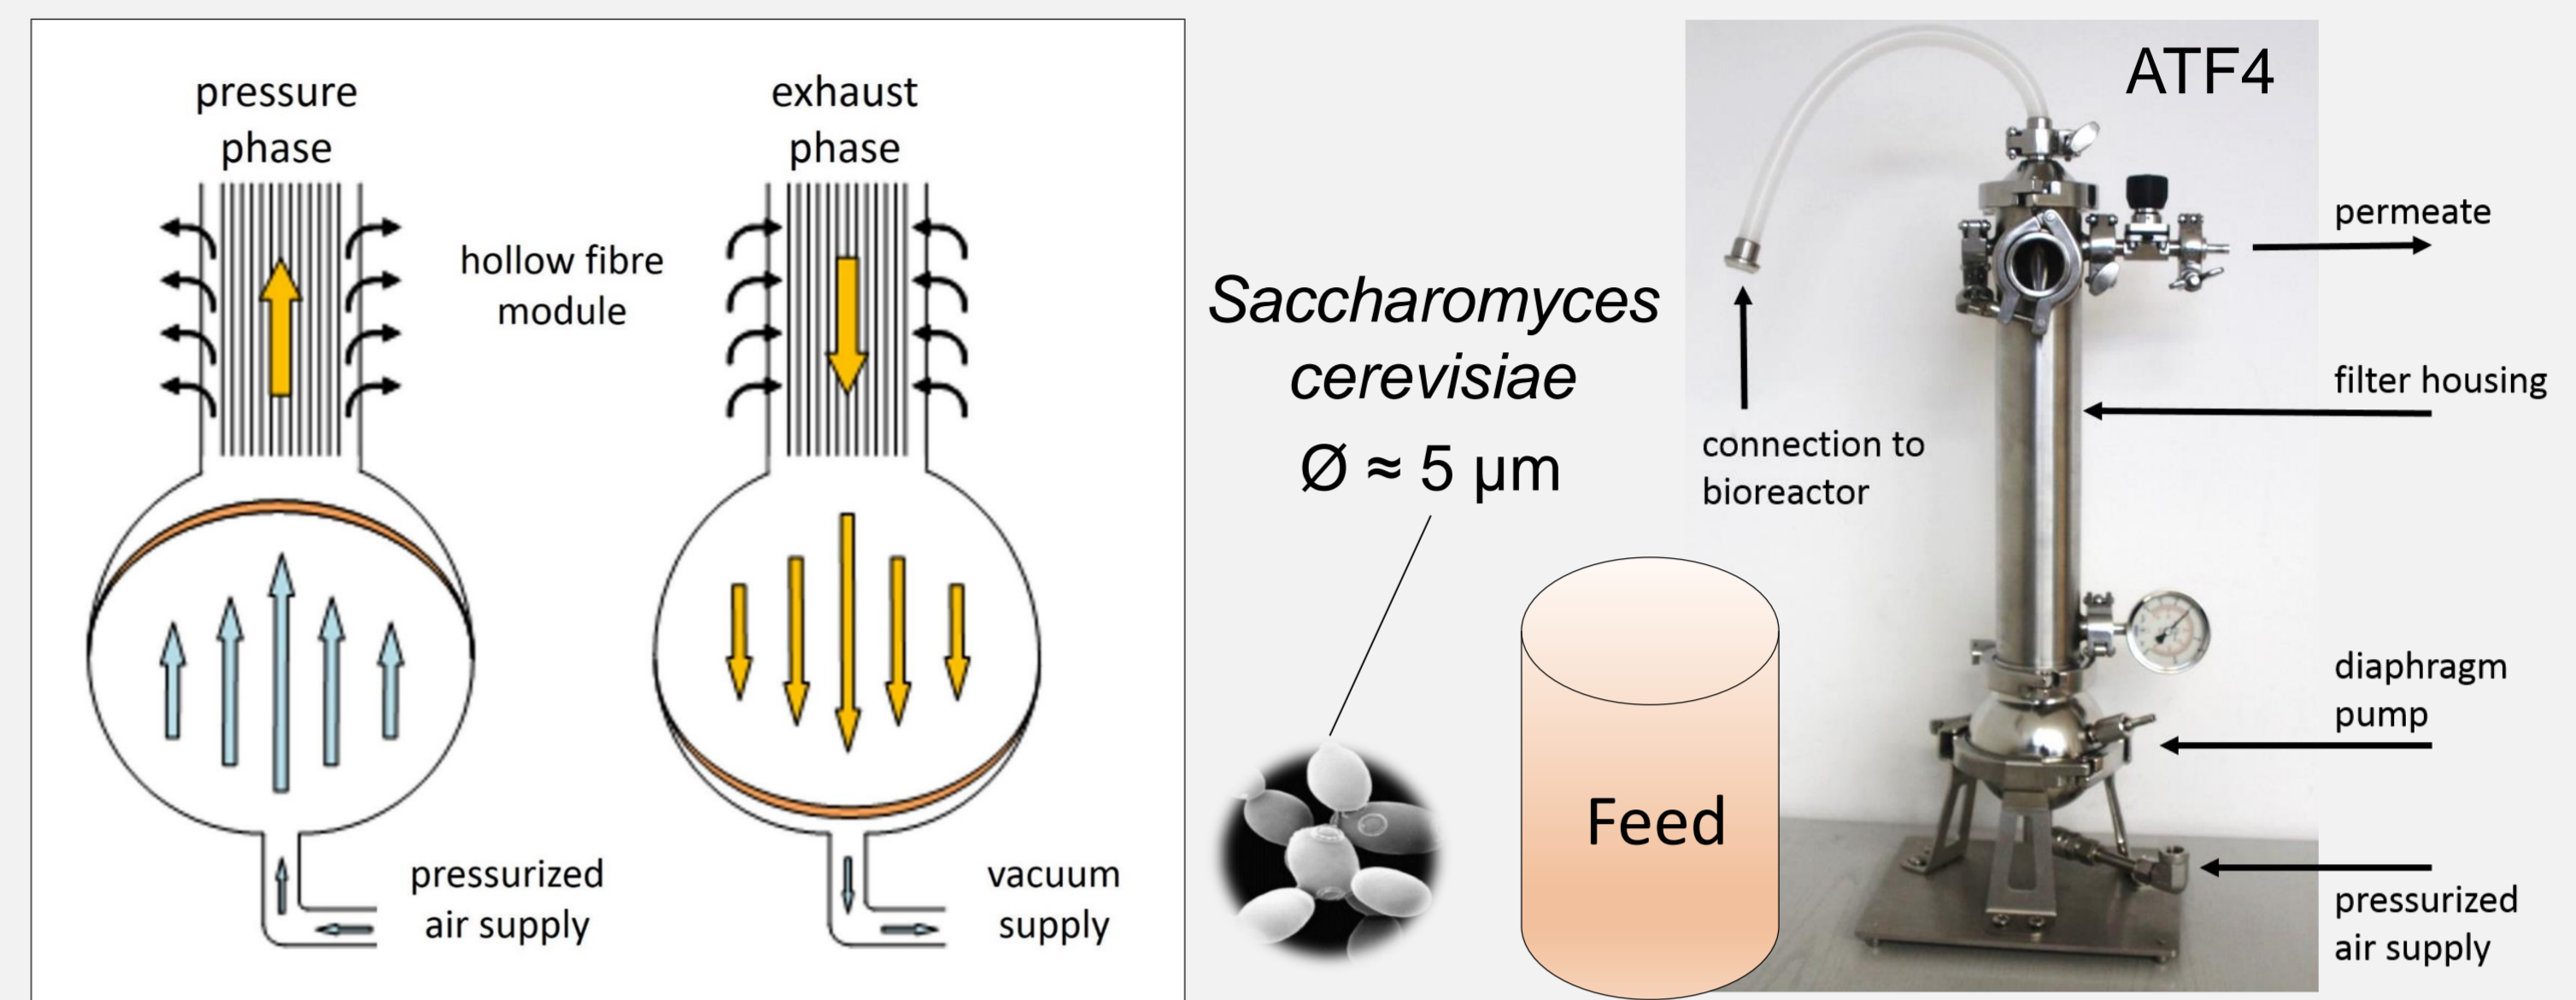 pressure
phase
exhaust
phase
hollow fibre
module
pressurized
air supply
vacuum
supply
Saccharomyces
cerevisiae
Ø ≈ 5 µm
Feed
ATF4
connection to
bioreactor
permeate
filter housing
diaphragm
pump
pressurized
air supply